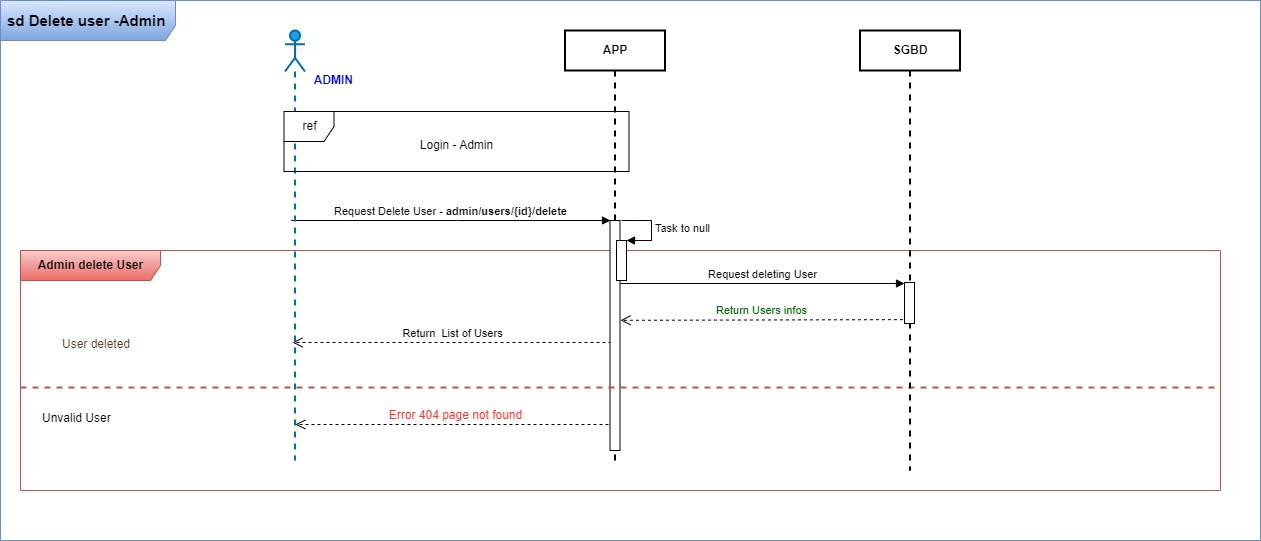 sd Delete user -Admin
APP
SGBD
ADMIN
ref
Login - Admin
Request Delete User - admin/users/{id}/delete
Task to null
Admin delete User
Request deleting User
Return Users infos
Return List of Users
User deleted
Unvalid User
Error 404 page not found